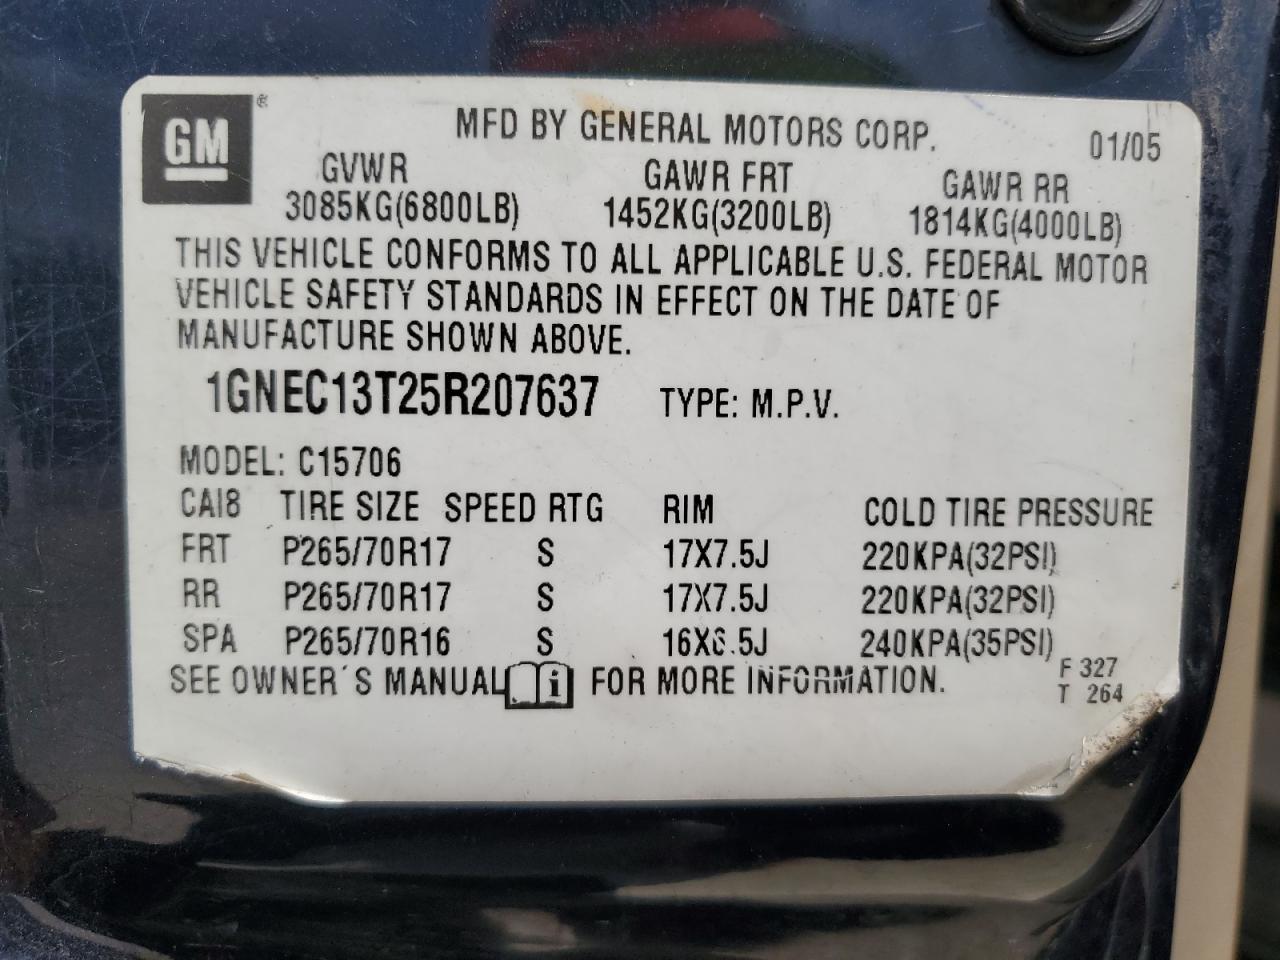 GM®
MFD BY GENERAL MOTORS CORP.
01/05
GVWR GAWR FRT GAWR RR
3085KG(6800LB) 1452KG(3200LB) 1814KG(4000LB)
THIS VEHICLE CONFORMS TO ALL APPLICABLE U.S. FEDERAL MOTOR
VEHICLE SAFETY STANDARDS IN EFFECT ON THE DATE OF
MANUFACTURE SHOWN ABOVE.
1GNEC13T25R207637 TYPE: M.P.V.
MODEL: C15706
CAI8 TIRE SIZE SPEED RTG RIM COLD TIRE PRESSURE
FRT P265/70R17 S 17X7.5J 220KPA(32PSI)
RR P265/70R17 S 17X7.5J 220KPA(32PSI)
SPA P265/70R16 S 16X6.5J 240KPA(35PSI)
SEE OWNER'S MANUAL i FOR MORE INFORMATION.
F 327
T 264